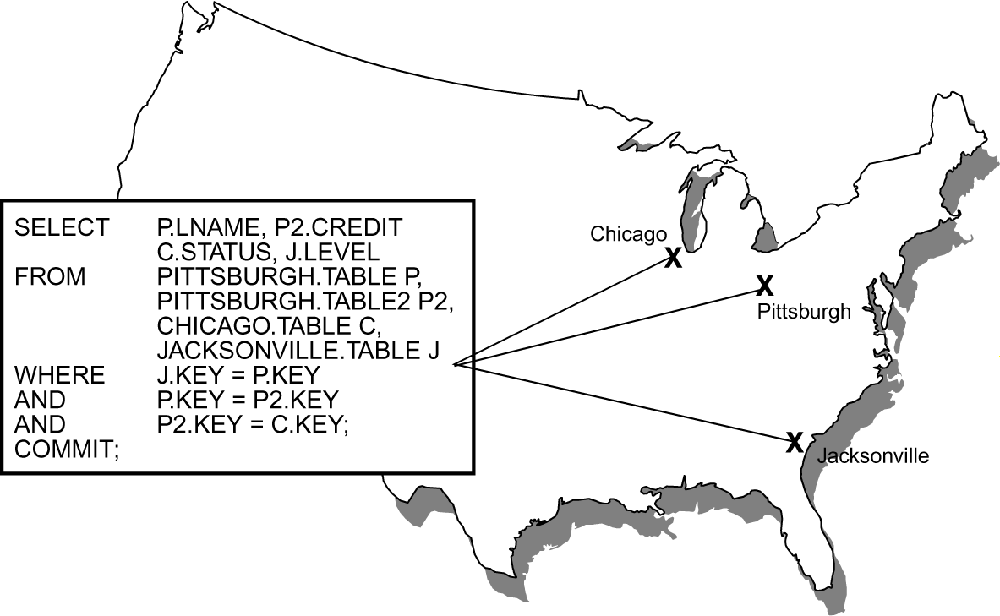 SELECT P.LNAME, P2.CREDIT
C.STATUS, J.LEVEL
FROM PITTSBURGH.TABLE P,
PITTSBURGH.TABLE2 P2,
CHICAGO.TABLE C,
JACKSONVILLE.TABLE J
WHERE J.KEY = P.KEY
AND P.KEY = P2.KEY
AND P2.KEY = C.KEY;
COMMIT;
Chicago
X
X
Pittsburgh
X
Jacksonville